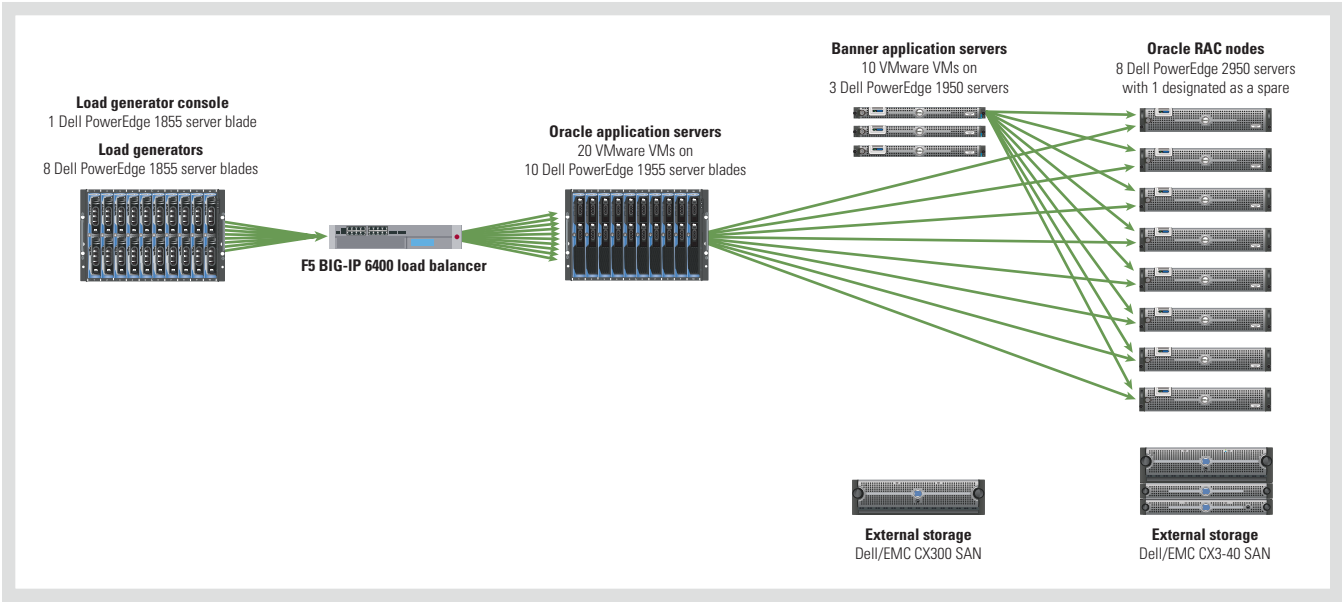 Load generator console
1 Dell PowerEdge 1855 server blade
Load generators
8 Dell PowerEdge 1855 server blades
F5 BIG-IP 6400 load balancer
Oracle application servers
20 VMware VMs on
10 Dell PowerEdge 1955 server blades
Banner application servers
10 VMware VMs on
3 Dell PowerEdge 1950 servers
Oracle RAC nodes
8 Dell PowerEdge 2950 servers
with 1 designated as a spare
External storage
Dell/EMC CX300 SAN
External storage
Dell/EMC CX3-40 SAN